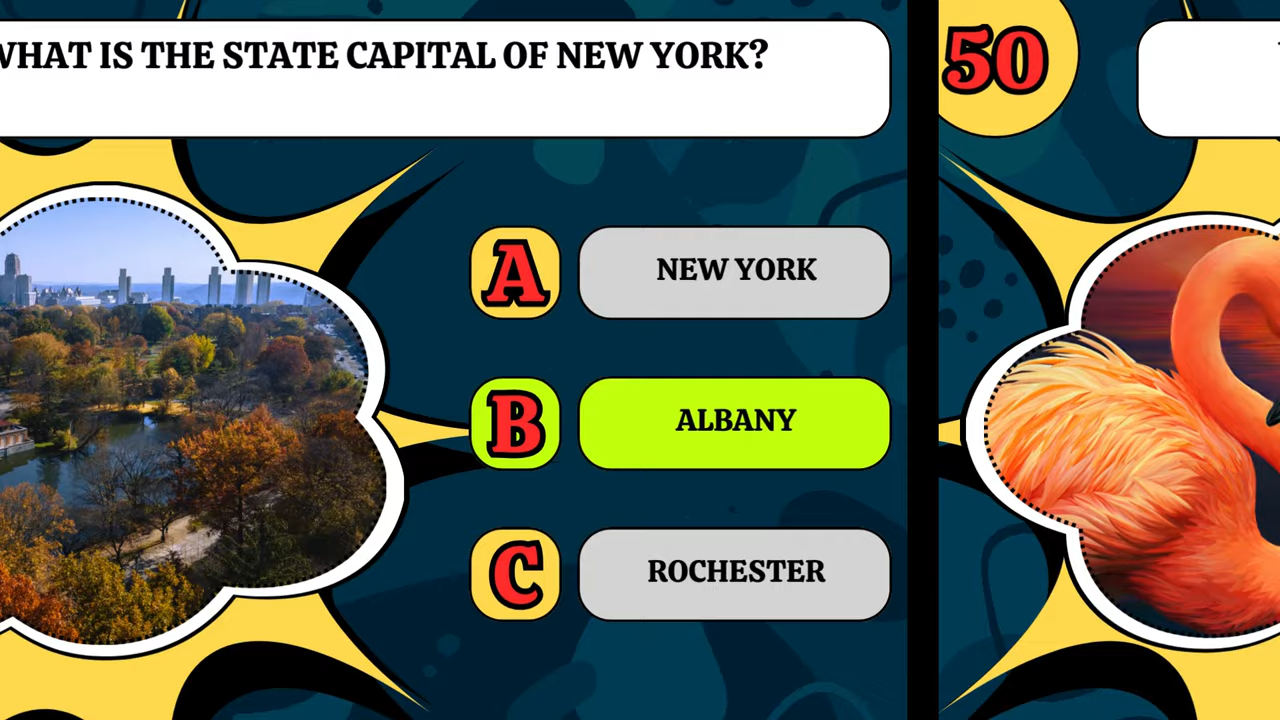 WHAT IS THE STATE CAPITAL OF NEW YORK?
A NEW YORK
B ALBANY
C ROCHESTER
50